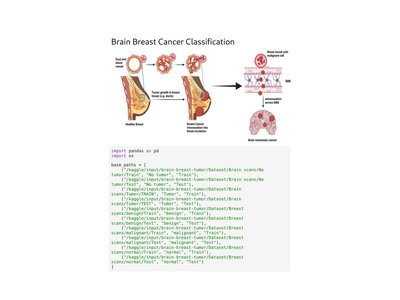 Brain Breast Cancer Classification
Duct and
blood
vessel
Blood vessel with
malignant cell
BBB
Tumor growth in breast
tissue (e.g. ducts)
colonization
across BBB
Healthy Breast
Breast Cancer
intravasation into
blood circulation
Brain metastatic cancer
import pandas as pd
import os
base_paths = [
("/kaggle/input/brain-breast-tumor/Dataset/Brain scans/No
tumor/Train", "No tumor", "Train"),
("/kaggle/input/brain-breast-tumor/Dataset/Brain scans/No
tumor/Test", "No tumor", "Test"),
("/kaggle/input/brain-breast-tumor/Dataset/Brain
scans/Tumor/TRAIN", "Tumor", "Train"),
("/kaggle/input/brain-breast-tumor/Dataset/Brain
scans/Tumor/TEST", "Tumor", "Test"),
("/kaggle/input/brain-breast-tumor/Dataset/Breast
scans/benign/Train", "benign", "Train"),
("/kaggle/input/brain-breast-tumor/Dataset/Breast
scans/benign/Test", "benign", "Test"),
("/kaggle/input/brain-breast-tumor/Dataset/Breast
scans/malignant/Train", "malignant", "Train"),
("/kaggle/input/brain-breast-tumor/Dataset/Breast
scans/malignant/Test", "malignant", "Test"),
("/kaggle/input/brain-breast-tumor/Dataset/Breast
scans/normal/Train", "normal", "Train"),
("/kaggle/input/brain-breast-tumor/Dataset/Breast
scans/normal/Test", "normal", "Test")
]